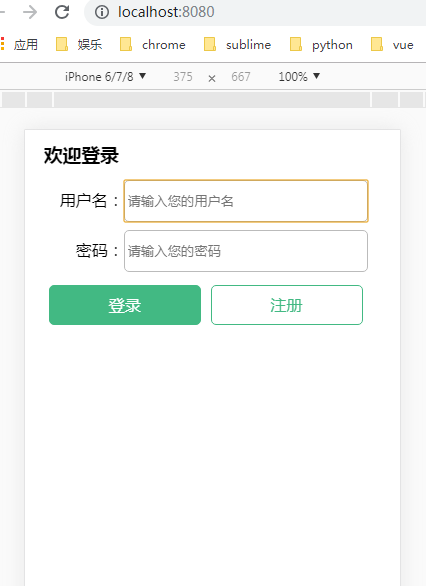 localhost:8080
应用 娱乐 chrome sublime python vue
iPhone 6/7/8 ▼ 375 × 667 100% ▼
欢迎登录
用户名： 请输入您的用户名
密码： 请输入您的密码
登录 注册